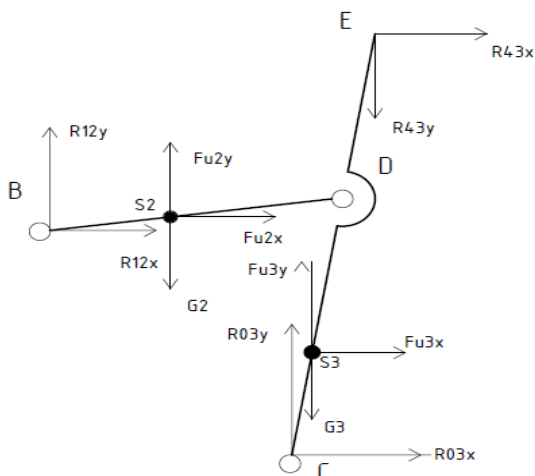 E
R43x
R12y
R43y
Fu2y
D
B
S2
Fu2x
R12x
Fu3y
G2
R03y
Fu3x
S3
G3
R03x
C